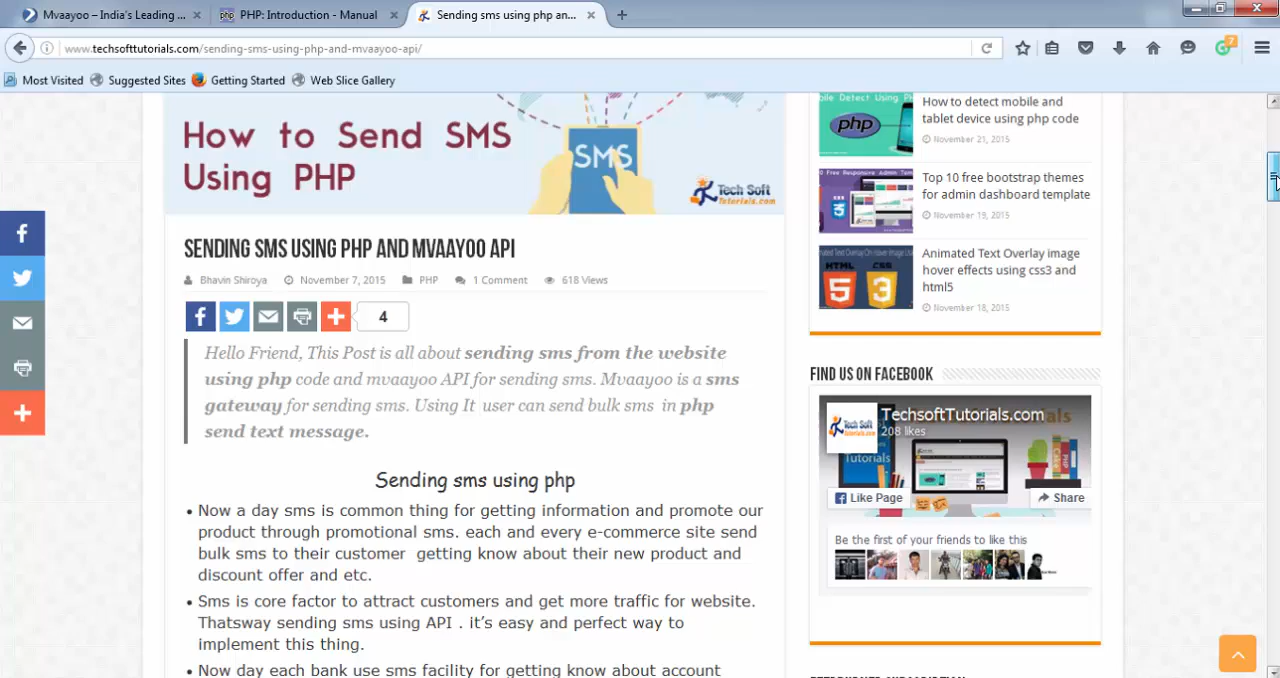 Mvaayoo - India's Leading ...
PHP: Introduction - Manual
Sending sms using php an...
www.techsofttutorials.com/sending-sms-using-php-and-mvaayoo-api/
7
Most Visited
Suggested Sites
Getting Started
Web Slice Gallery
How to Send SMS
Using PHP
SMS
Tech Soft
Tutorials.com
SENDING SMS USING PHP AND MVAAYOO API
Bhavin Shiroya
November 7, 2015
PHP
1 Comment
618 Views
4
Hello Friend, This Post is all about sending sms from the website
using php code and mvaayoo API for sending sms. Mvaayoo is a sms
gateway for sending sms. Using It user can send bulk sms in php
send text message.
Sending sms using php
• Now a day sms is common thing for getting information and promote our
product through promotional sms. each and every e-commerce site send
bulk sms to their customer getting know about their new product and
discount offer and etc.
• Sms is core factor to attract customers and get more traffic for website.
Thatsway sending sms using API . it's easy and perfect way to
implement this thing.
• Now day each bank use sms facility for getting know about account
php
How to detect mobile and
tablet device using php code
November 21, 2015
Top 10 free bootstrap themes
for admin dashboard template
November 19, 2015
HTML CSS
5 3
Animated Text Overlay image
hover effects using css3 and
html5
November 18, 2015
FIND US ON FACEBOOK
Tech Soft
Tutorials.com
TechsoftTutorials.com
208 likes
Tutorials
Like Page
Share
Be the first of your friends to like this